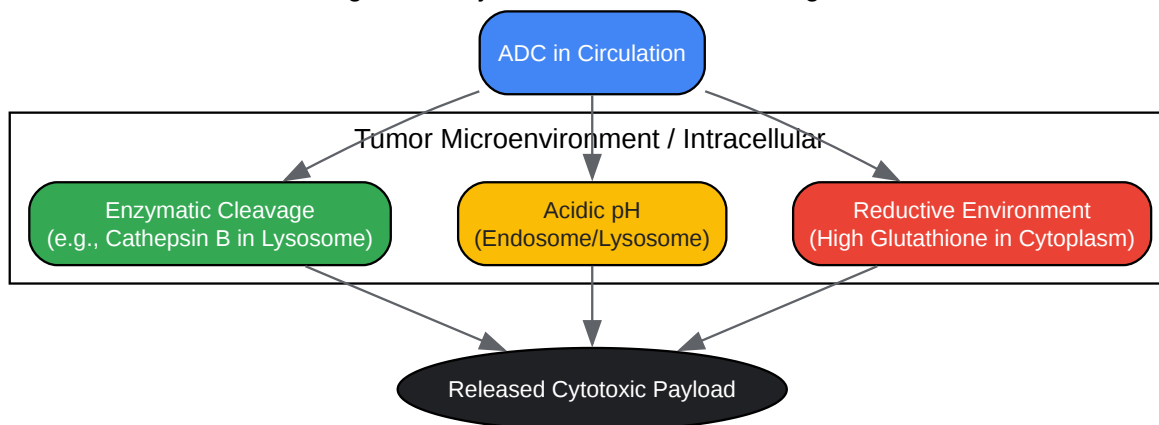 ADC in Circulation
Tumor Microenvironment / Intracellular
Enzymatic Cleavage
(e.g., Cathepsin B in Lysosome)
Acidic pH
(Endosome/Lysosome)
Reductive Environment
(High Glutathione in Cytoplasm)
Released Cytotoxic Payload